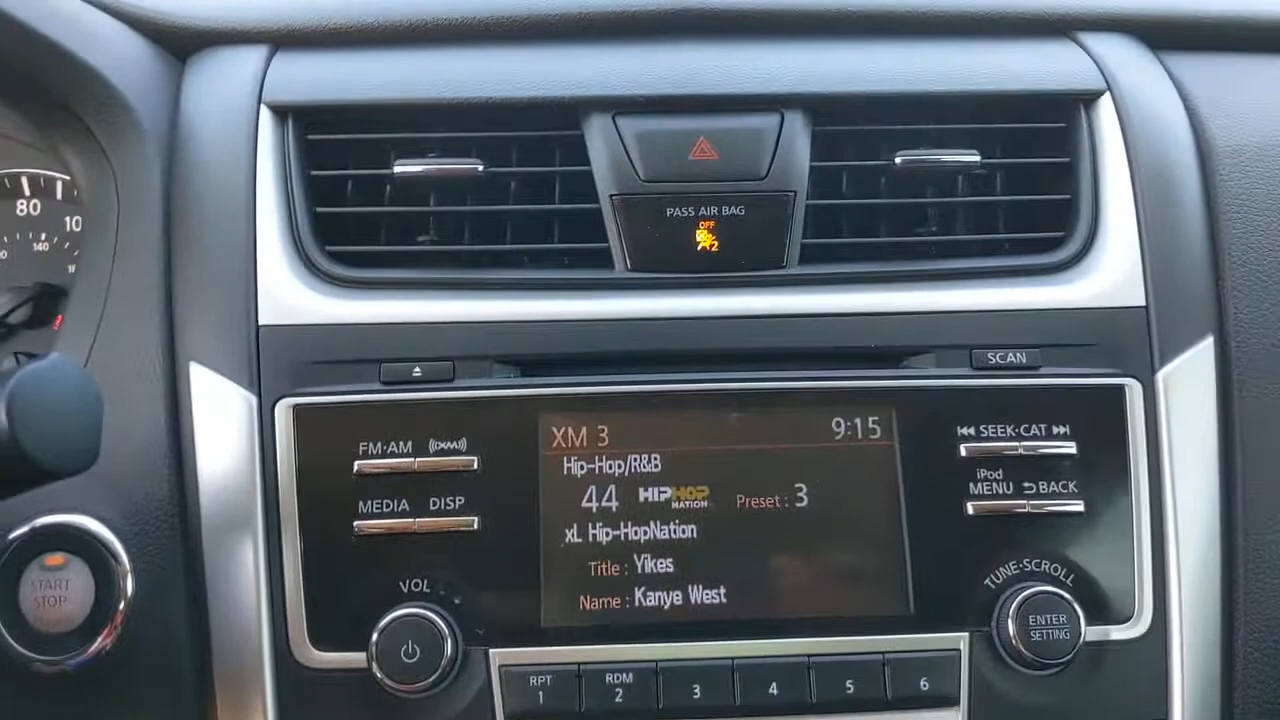 80
10
140
PASS AIR BAG
OFF
2
SCAN
FM·AM
((XM))
SEEK·CAT
MEDIA DISP
iPod
MENU BACK
XM 3 9:15
Hip-Hop/R&B
44 HIPHOP NATION Preset : 3
xL Hip-HopNation
Title : Yikes
Name : Kanye West
START
STOP
VOL
TUNE·SCROLL
ENTER
SETTING
RPT
1
RDM
2
3
4
5
6